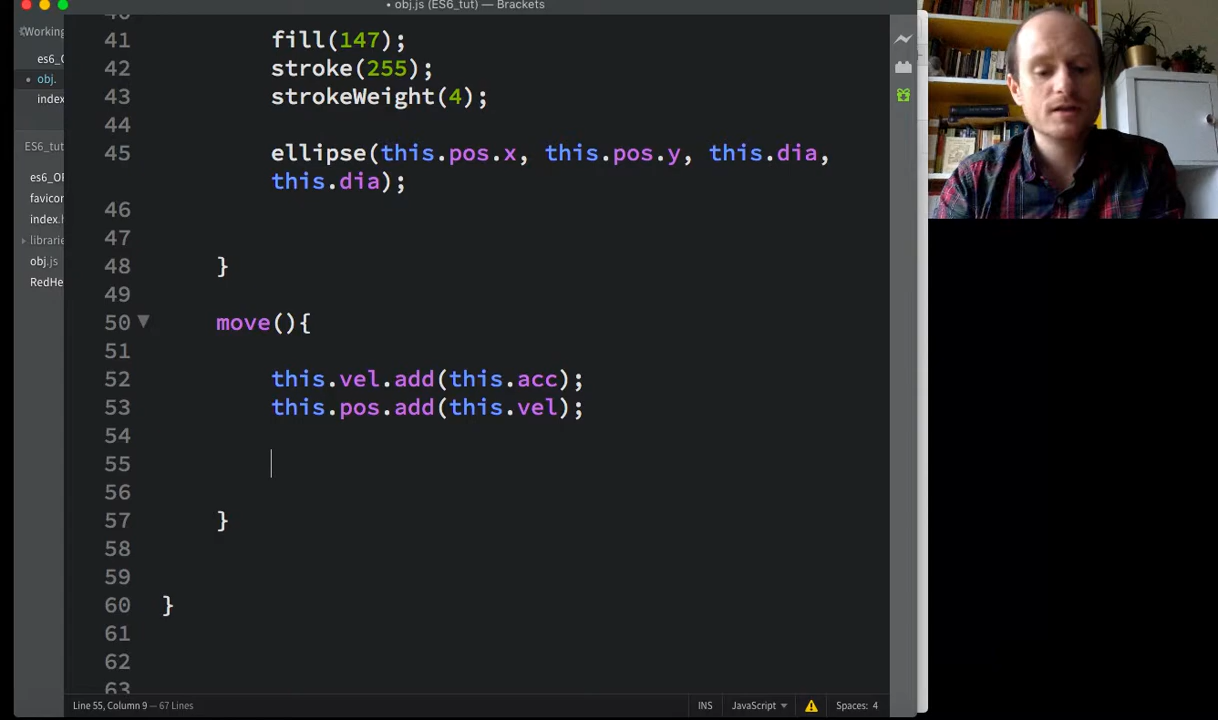 • obj.js (ES6_tut) — Brackets
Working
es6_O
• obj.
index
ES6_tut
es6_OF
favicor
index.h
librarie
obj.js
RedHe
41 fill(147);
42 stroke(255);
43 strokeWeight(4);
44
45 ellipse(this.pos.x, this.pos.y, this.dia,
this.dia);
46
47
48 }
49
50 move(){
51
52 this.vel.add(this.acc);
53 this.pos.add(this.vel);
54
55
56
57 }
58
59
60 }
61
62
63
Line 55, Column 9 — 67 Lines
INS
JavaScript
Spaces: 4